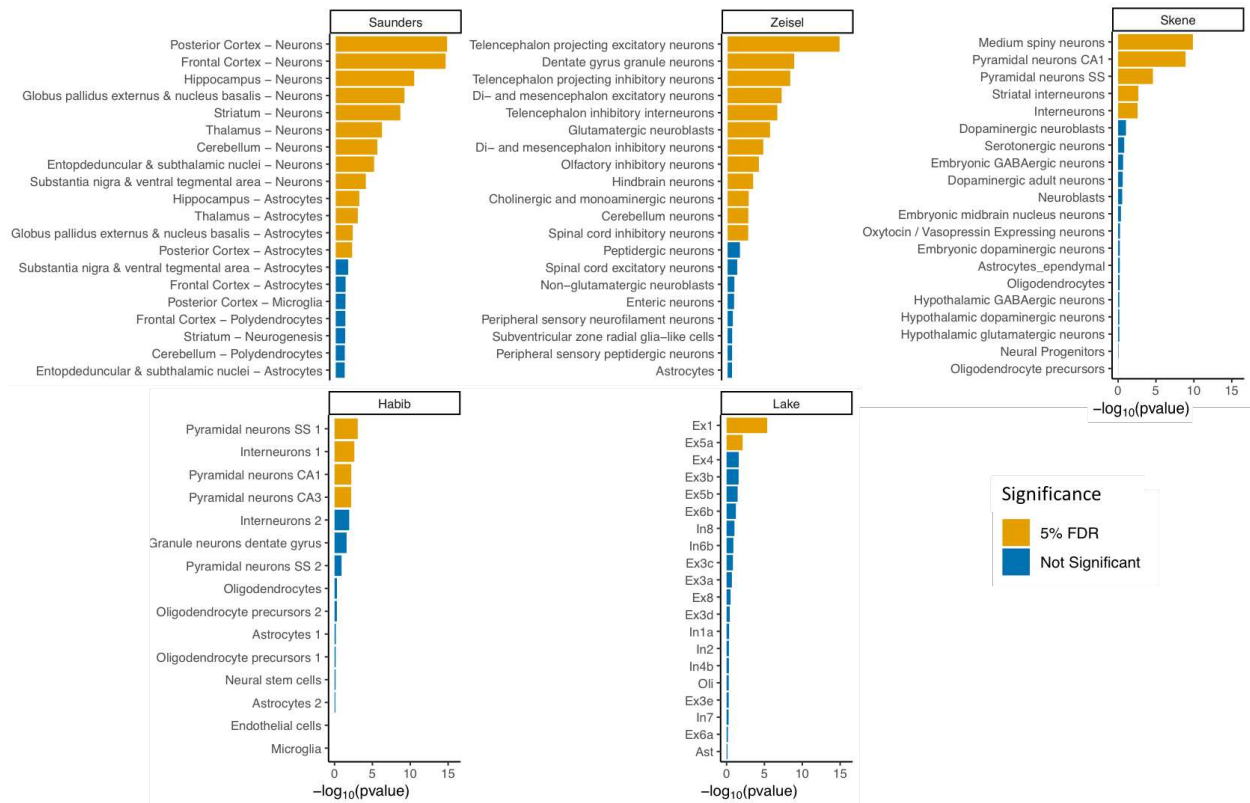 Saunders
Posterior Cortex − Neurons
Frontal Cortex − Neurons
Hippocampus − Neurons
Globus pallidus externus & nucleus basalis − Neurons
Striatum − Neurons
Thalamus − Neurons
Cerebellum − Neurons
Entopdeduncular & subthalamic nuclei − Neurons
Substantia nigra & ventral tegmental area − Neurons
Hippocampus − Astrocytes
Thalamus − Astrocytes
Globus pallidus externus & nucleus basalis − Astrocytes
Posterior Cortex − Astrocytes
Substantia nigra & ventral tegmental area − Astrocytes
Frontal Cortex − Astrocytes
Posterior Cortex − Microglia
Frontal Cortex − Polydendrocytes
Striatum − Neurogenesis
Cerebellum − Polydendrocytes
Entopdeduncular & subthalamic nuclei − Astrocytes
Zeisel
Telencephalon projecting excitatory neurons
Dentate gyrus granule neurons
Telencephalon projecting inhibitory neurons
Di− and mesencephalon excitatory neurons
Telencephalon inhibitory interneurons
Glutamatergic neuroblasts
Di− and mesencephalon inhibitory neurons
Olfactory inhibitory neurons
Hindbrain neurons
Cholinergic and monoaminergic neurons
Cerebellum neurons
Spinal cord inhibitory neurons
Peptidergic neurons
Spinal cord excitatory neurons
Non−glutamatergic neuroblasts
Enteric neurons
Peripheral sensory neurofilament neurons
Subventricular zone radial glia−like cells
Peripheral sensory peptidergic neurons
Astrocytes
Skene
Medium spiny neurons
Pyramidal neurons CA1
Pyramidal neurons SS
Striatal interneurons
Interneurons
Dopaminergic neuroblasts
Serotonergic neurons
Embryonic GABAergic neurons
Dopaminergic adult neurons
Neuroblasts
Embryonic midbrain nucleus neurons
Oxytocin / Vasopressin Expressing neurons
Embryonic dopaminergic neurons
Astrocytes_ependymal
Oligodendrocytes
Hypothalamic GABAergic neurons
Hypothalamic dopaminergic neurons
Hypothalamic glutamatergic neurons
Neural Progenitors
Oligodendrocyte precursors
0 5 10 15
−log10(pvalue)
Habib
Pyramidal neurons SS 1
Interneurons 1
Pyramidal neurons CA1
Pyramidal neurons CA3
Interneurons 2
Granule neurons dentate gyrus
Pyramidal neurons SS 2
Oligodendrocytes
Oligodendrocyte precursors 2
Astrocytes 1
Oligodendrocyte precursors 1
Neural stem cells
Astrocytes 2
Endothelial cells
Microglia
0 5 10 15
−log10(pvalue)
Lake
Ex1
Ex5a
Ex4
Ex3b
Ex5b
Ex6b
In8
In6b
Ex3c
Ex3a
Ex8
Ex3d
In1a
In2
In4b
Oli
Ex3e
In7
Ex6a
Ast
0 5 10 15
−log10(pvalue)
Significance
5% FDR
Not Significant